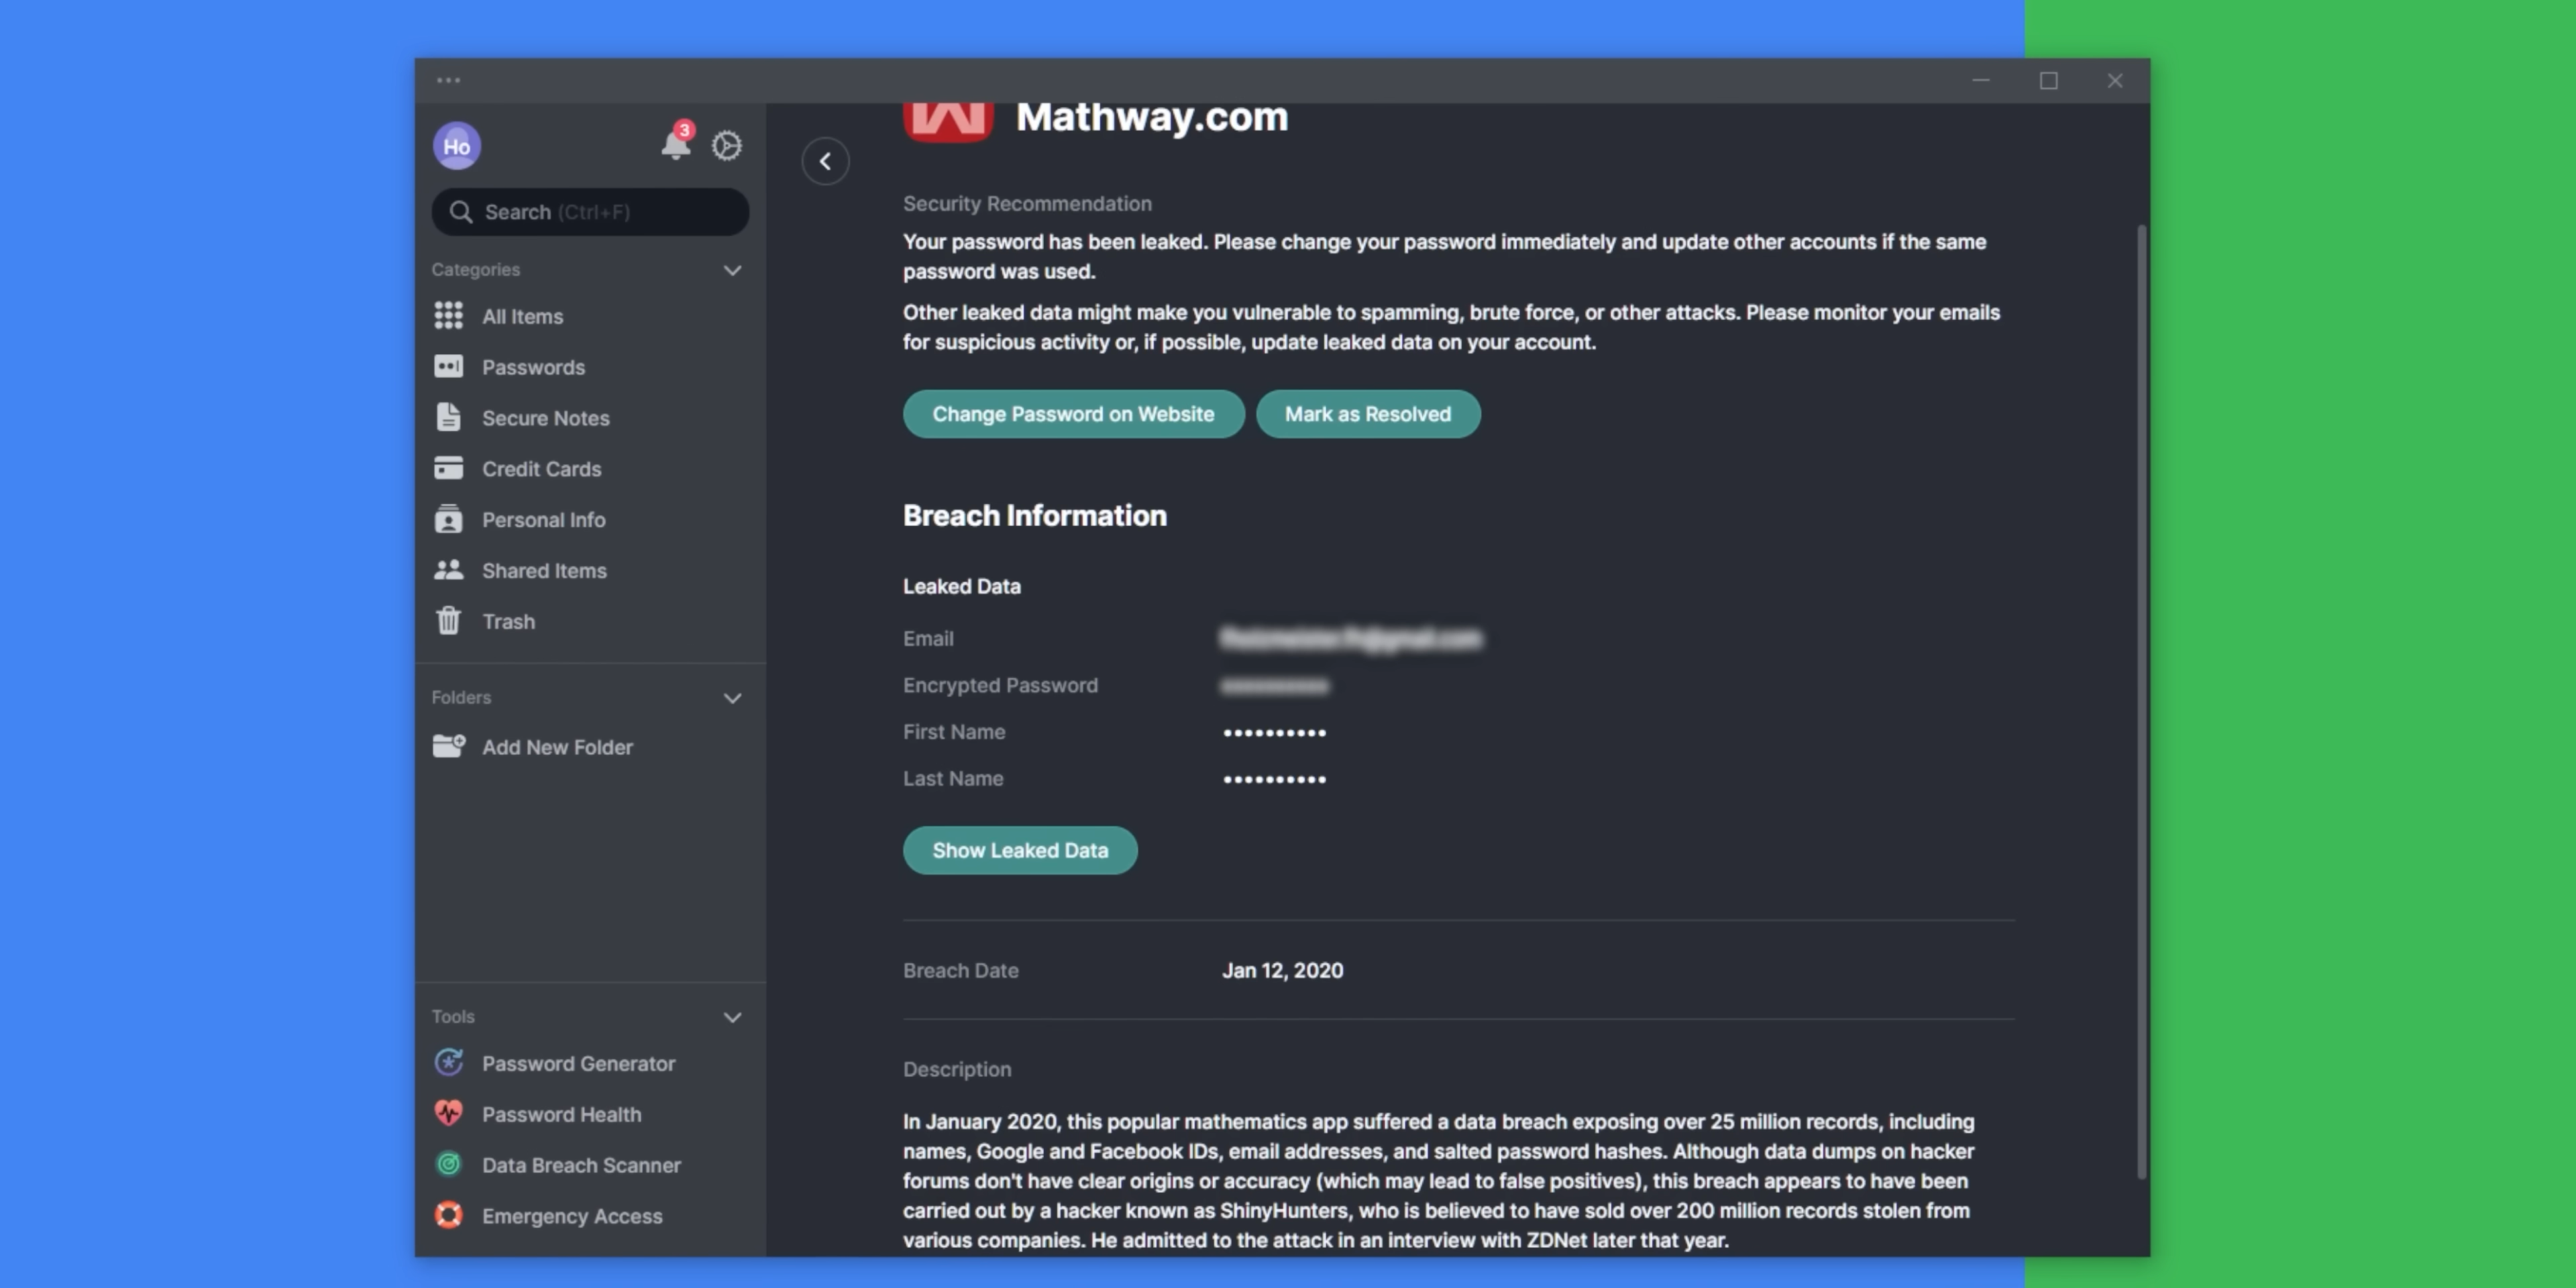 Ho
3
Search (Ctrl+F)
Categories
All Items
Passwords
Secure Notes
Credit Cards
Personal Info
Shared Items
Trash
Folders
Add New Folder
Tools
Password Generator
Password Health
Data Breach Scanner
Emergency Access
Mathway.com
Security Recommendation
Your password has been leaked. Please change your password immediately and update other accounts if the same
password was used.
Other leaked data might make you vulnerable to spamming, brute force, or other attacks. Please monitor your emails
for suspicious activity or, if possible, update leaked data on your account.
Change Password on Website
Mark as Resolved
Breach Information
Leaked Data
Email
Encrypted Password
First Name ••••••••••
Last Name ••••••••••
Show Leaked Data
Breach Date Jan 12, 2020
Description
In January 2020, this popular mathematics app suffered a data breach exposing over 25 million records, including
names, Google and Facebook IDs, email addresses, and salted password hashes. Although data dumps on hacker
forums don't have clear origins or accuracy (which may lead to false positives), this breach appears to have been
carried out by a hacker known as ShinyHunters, who is believed to have sold over 200 million records stolen from
various companies. He admitted to the attack in an interview with ZDNet later that year.